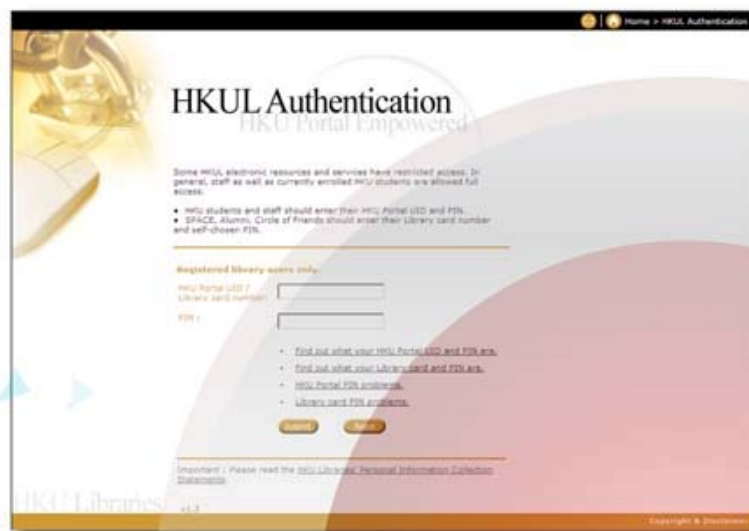 Home > HKUL Authentication
HKUL Authentication
HKU Portal Empowered
Some HKUL electronic resources and services have restricted access. In
general, staff as well as currently enrolled HKU students are allowed full
access.
• HKU students and staff should enter their HKU Portal UID and PIN.
• SPACE, Alumni, Circle of Friends should enter their Library card number
and self-chosen PIN.
Registered library users only.
HKU Portal UID /
Library card number:
PIN :
• Find out what your HKU Portal UID and PIN are.
• Find out what your Library card and PIN are.
• HKU Portal PIN problems.
• Library card PIN problems.
Submit Reset
Important : Please read the HKU Libraries' Personal Information Collection
Statements.
HKU Libraries
Copyright & Disclaimer